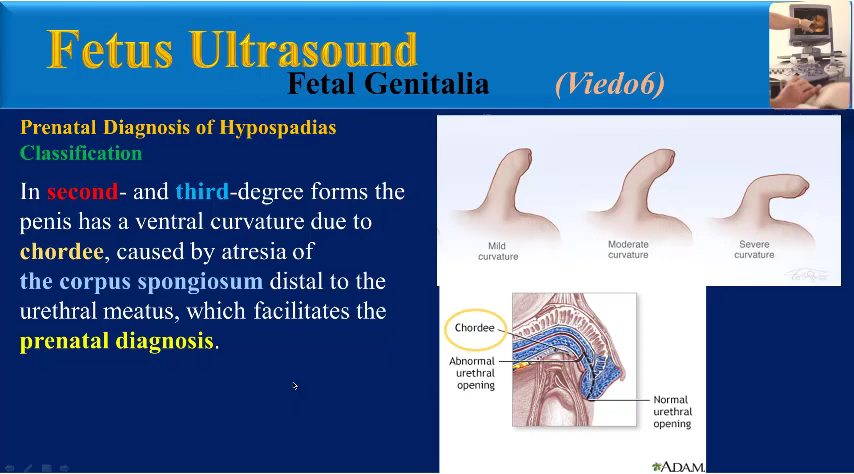 Fetus Ultrasound
Fetal Genitalia (Viedo6)
Prenatal Diagnosis of Hypospadias
Classification
In second- and third-degree forms the
penis has a ventral curvature due to
chordee, caused by atresia of
the corpus spongiosum distal to the
urethral meatus, which facilitates the
prenatal diagnosis.
Mild
curvature
Moderate
curvature
Severe
curvature
Chordee
Abnormal
urethral
opening
Normal
urethral
opening
ADAM.